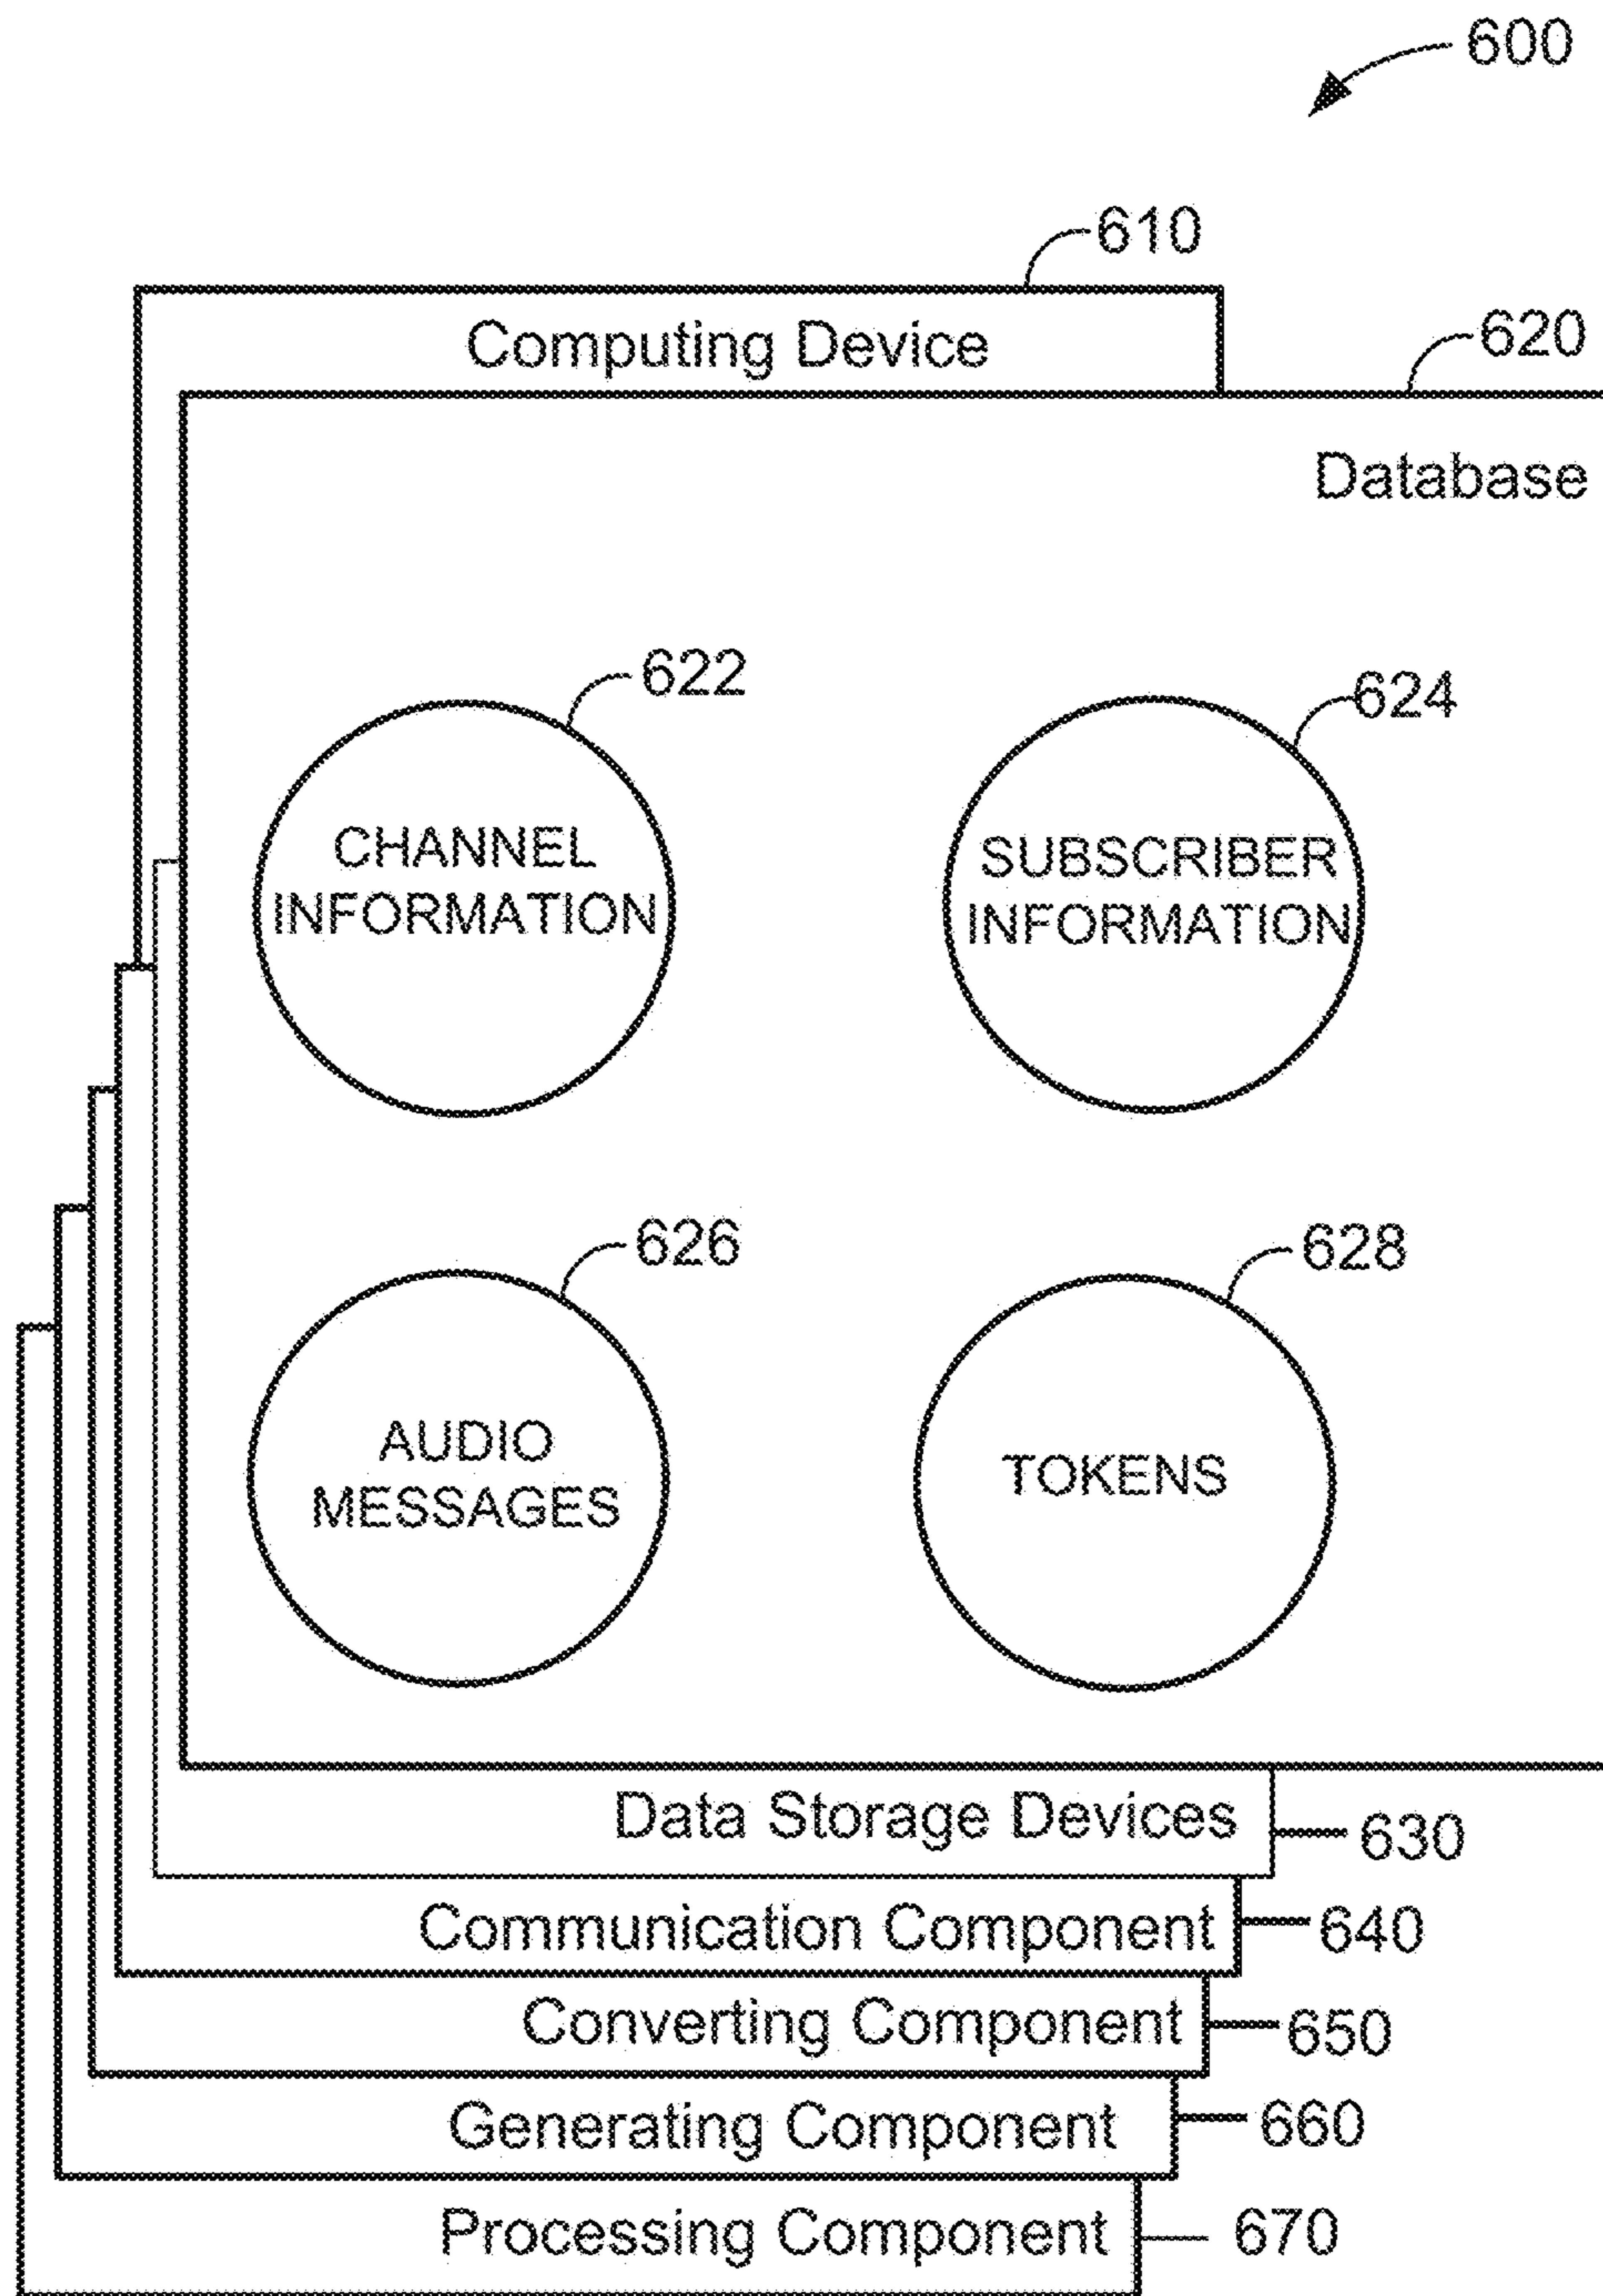 600
610
Computing Device
620
Database
622
624
CHANNEL
INFORMATION
SUBSCRIBER
INFORMATION
626
628
AUDIO
MESSAGES
TOKENS
Data Storage Devices
630
Communication Component
640
Converting Component
650
Generating Component
660
Processing Component
670